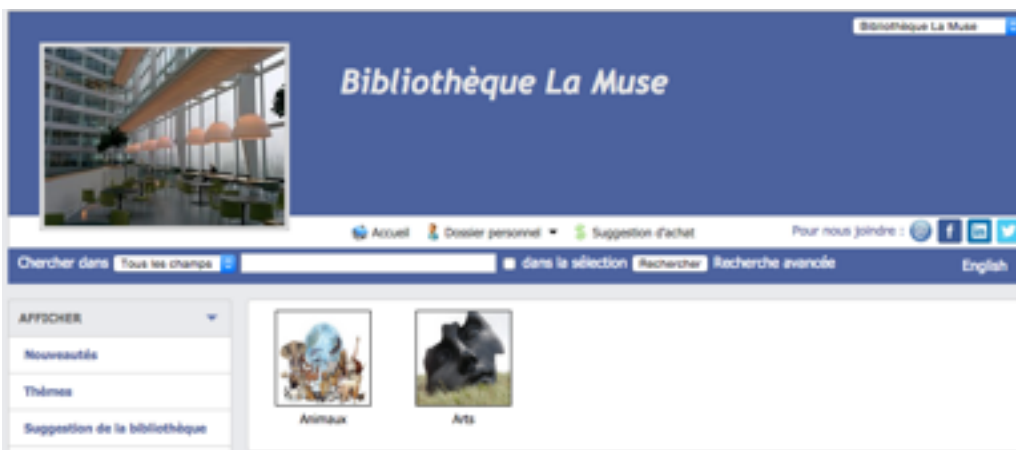 Bibliothèque La Muse
Bibliothèque La Muse
Accueil Dossier personnel Suggestion d'achat Pour nous joindre :
Chercher dans Tous les champs dans la sélection Rechercher Recherche avancée English
AFFICHER
Nouveautés
Thèmes
Suggestion de la bibliothèque
Animaux Arts